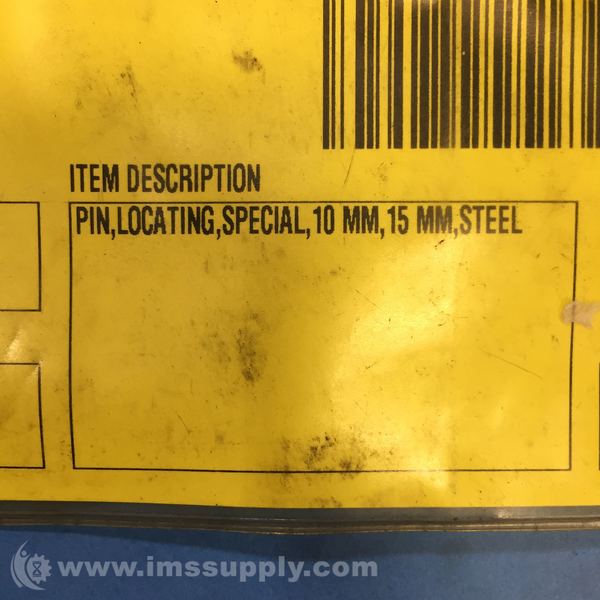 ITEM DESCRIPTION
PIN,LOCATING,SPECIAL,10 MM,15 MM,STEEL
www.imssupply.com